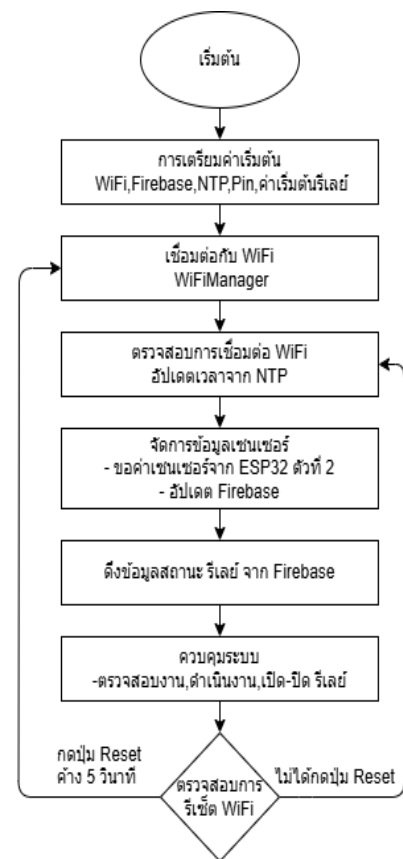 เริ่มต้น
การเตรียมค่าเริ่มต้น
WiFi,Firebase,NTP,Pin,ค่าเริ่มต้นรีเลย์
เชื่อมต่อกับ WiFi
WiFiManager
ตรวจสอบการเชื่อมต่อ WiFi
อัปเดตเวลาจาก NTP
จัดการข้อมูลเซนเซอร์
- ขอค่าเซนเซอร์จาก ESP32 ตัวที่ 2
- อัปเดต Firebase
ดึงข้อมูลสถานะ รีเลย์ จาก Firebase
ควบคุมระบบ
-ตรวจสอบงาน,ดำเนินงาน,เปิด-ปิด รีเลย์
กดปุ่ม Reset
ค้าง 5 วินาที
ตรวจสอบการ
รีเซ็ต WiFi
ไม่ได้กดปุ่ม Reset